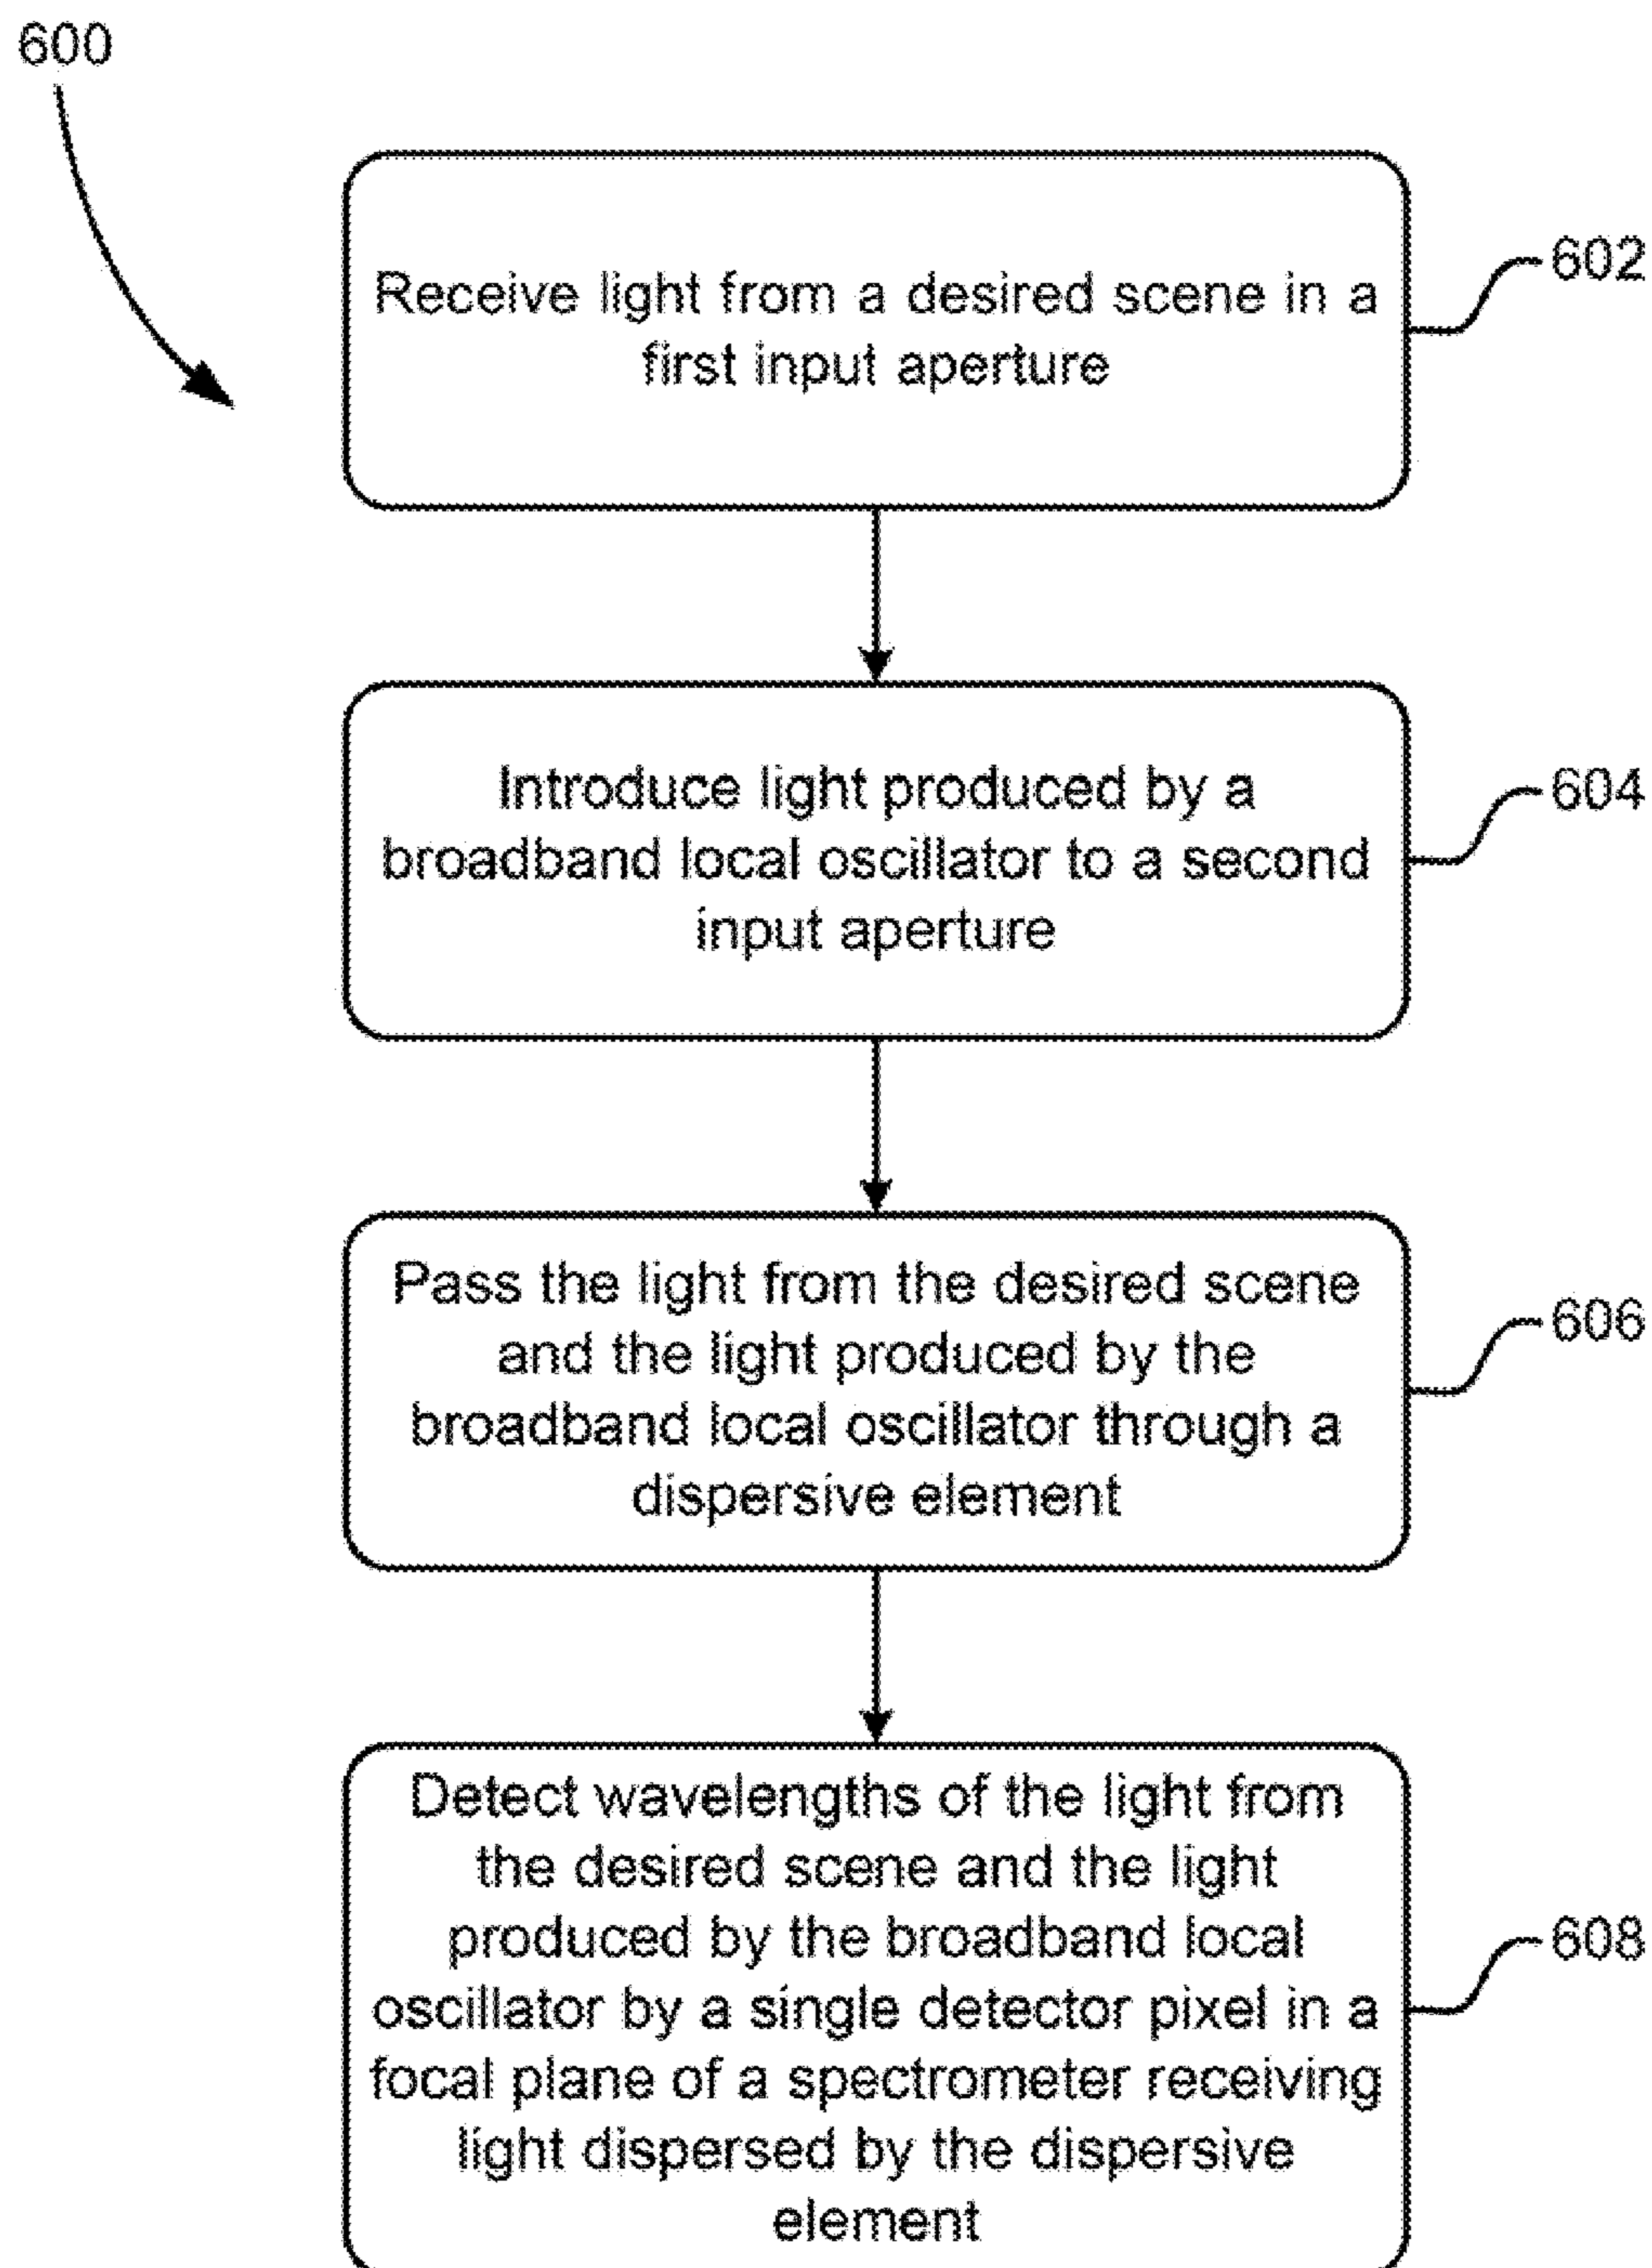 600
Receive light from a desired scene in a
first input aperture
602
Introduce light produced by a
broadband local oscillator to a second
input aperture
604
Pass the light from the desired scene
and the light produced by the
broadband local oscillator through a
dispersive element
606
Detect wavelengths of the light from
the desired scene and the light
produced by the broadband local
oscillator by a single detector pixel in a
focal plane of a spectrometer receiving
light dispersed by the dispersive
element
608